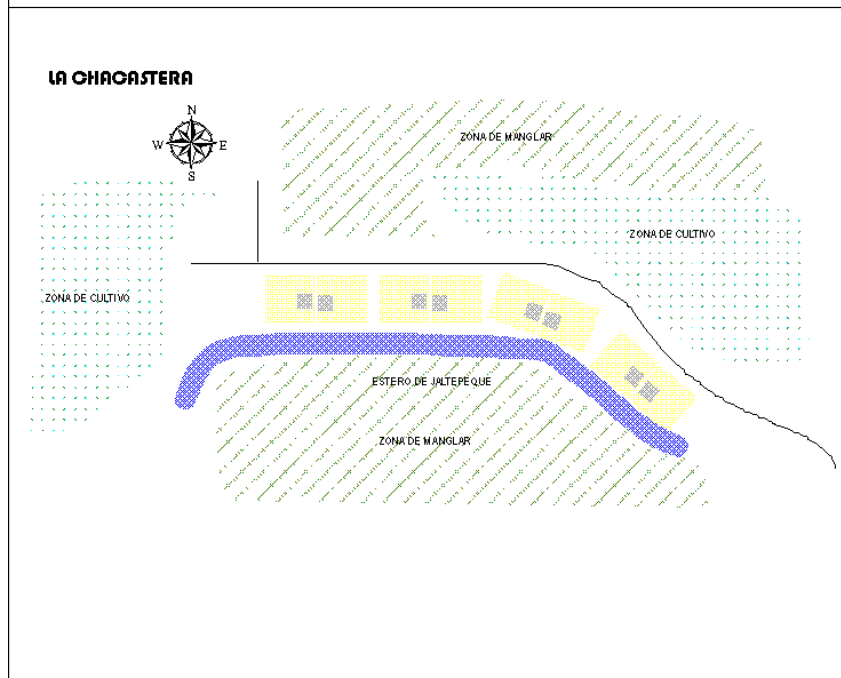 LA CHACASTERA
N
W E
S
ZONA DE MANGLAR
ZONA DE CULTIVO
ZONA DE CULTIVO
ESTERO DE JALTEPEQUE
ZONA DE MANGLAR